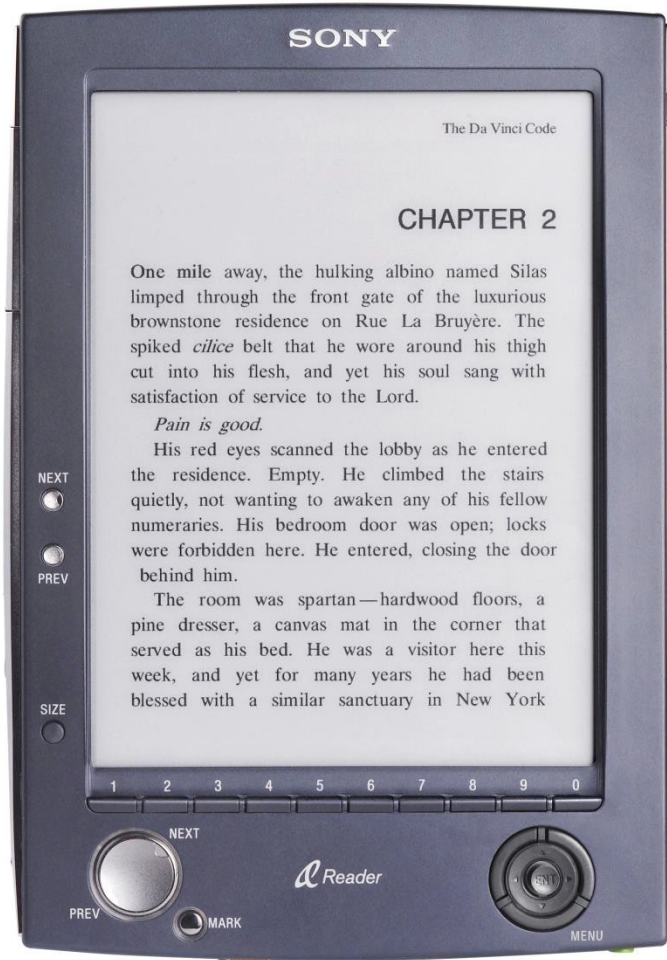 SONY
The Da Vinci Code
CHAPTER 2
One mile away, the hulking albino named Silas
limped through the front gate of the luxurious
brownstone residence on Rue La Bruyère. The
spiked cilice belt that he wore around his thigh
cut into his flesh, and yet his soul sang with
satisfaction of service to the Lord.
Pain is good.
His red eyes scanned the lobby as he entered
the residence. Empty. He climbed the stairs
quietly, not wanting to awaken any of his fellow
numeraries. His bedroom door was open; locks
were forbidden here. He entered, closing the door
behind him.
The room was spartan—hardwood floors, a
pine dresser, a canvas mat in the corner that
served as his bed. He was a visitor here this
week, and yet for many years he had been
blessed with a similar sanctuary in New York
NEXT
PREV
SIZE
1 2 3 4 5 6 7 8 9 0
NEXT
PREV
MARK
Reader
ENT
MENU